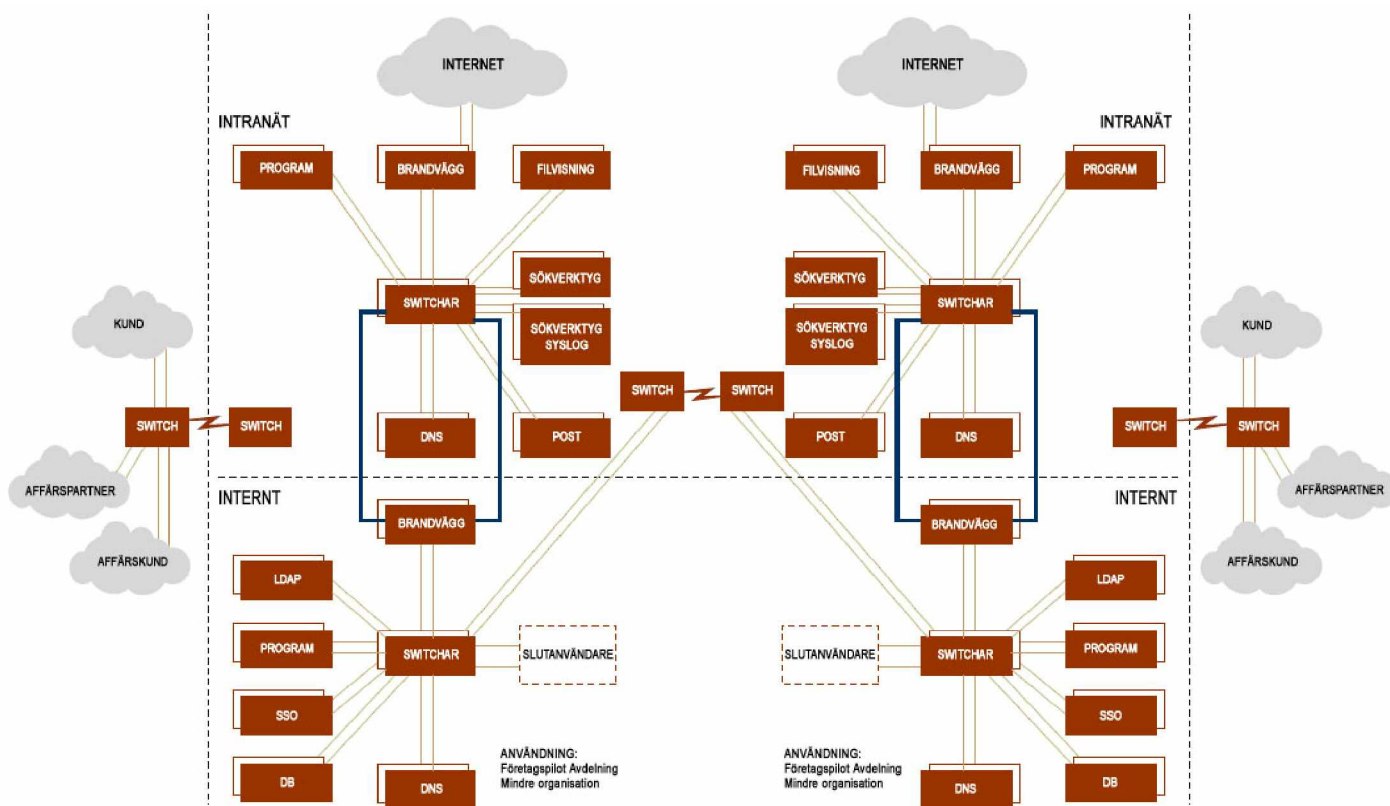 INTERNET
INTERNET
INTRANÄT
INTRANÄT
PROGRAM
BRANDVÄGG
FILVISNING
FILVISNING
BRANDVÄGG
PROGRAM
SÖKVERKTYG
SÖKVERKTYG
SWITCHAR
SWITCHAR
SÖKVERKTYG
SYSLOG
SÖKVERKTYG
SYSLOG
KUND
KUND
SWITCH
SWITCH
SWITCH
SWITCH
SWITCH
SWITCH
DNS
POST
POST
DNS
AFFÄRSPARTNER
AFFÄRSPARTNER
INTERNT
INTERNT
BRANDVÄGG
BRANDVÄGG
AFFÄRSKUND
AFFÄRSKUND
LDAP
LDAP
PROGRAM
SWITCHAR
SLUTANVÄNDARE
SLUTANVÄNDARE
SWITCHAR
PROGRAM
SSO
SSO
ANVÄNDNING:
Företagspilot Avdelning
Mindre organisation
ANVÄNDNING:
Företagspilot Avdelning
Mindre organisation
DB
DNS
DNS
DB